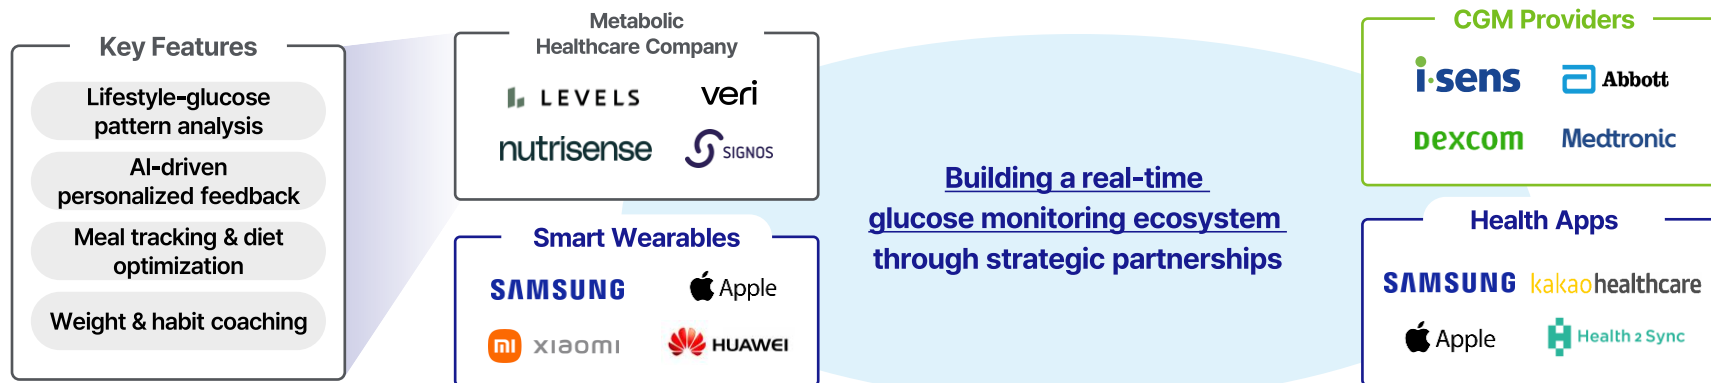 Key Features
Lifestyle-glucose
pattern analysis
AI-driven
personalized feedback
Meal tracking & diet
optimization
Weight & habit coaching
Metabolic
Healthcare Company
LEVELS
veri
nutrisense
SIGNOS
Smart Wearables
SAMSUNG
Apple
mi xiaomi
HUAWEI
Building a real-time
glucose monitoring ecosystem
through strategic partnerships
CGM Providers
i·sens
Abbott
Dexcom
Medtronic
Health Apps
SAMSUNG
kakaohealthcare
Apple
Health2Sync